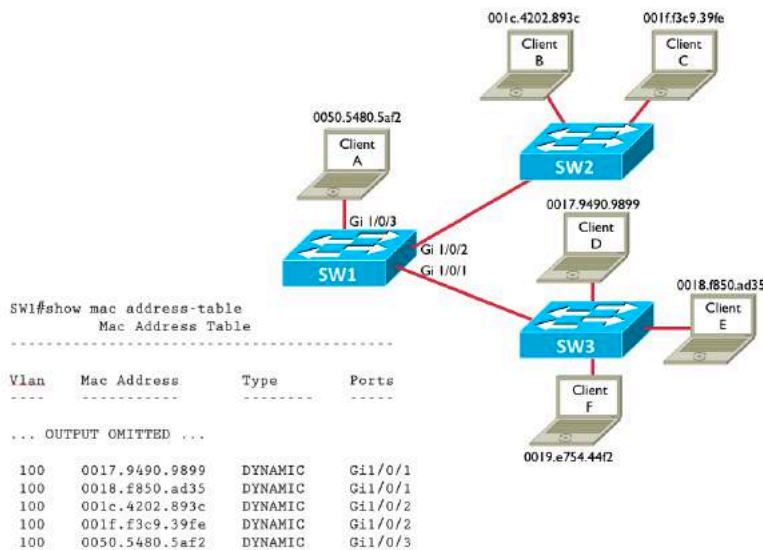 001c.4202.893c
001f.f3c9.39fe
Client
B
Client
C
0050.5480.5af2
Client
A
SW2
Gi 1/0/3
0017.9490.9899
Client
D
Gi 1/0/2
SW1
Gi 1/0/1
0018.f850.ad35
Client
E
SW3
Client
F
0019.e754.44f2
SW1#show mac address-table
Mac Address Table
-------------------------------------------
Vlan Mac Address Type Ports
---- ----------- -------- -----
... OUTPUT OMITTED ...
100 0017.9490.9899 DYNAMIC Gi1/0/1
100 0018.f850.ad35 DYNAMIC Gi1/0/1
100 001c.4202.893c DYNAMIC Gi1/0/2
100 001f.f3c9.39fe DYNAMIC Gi1/0/2
100 0050.5480.5af2 DYNAMIC Gi1/0/3